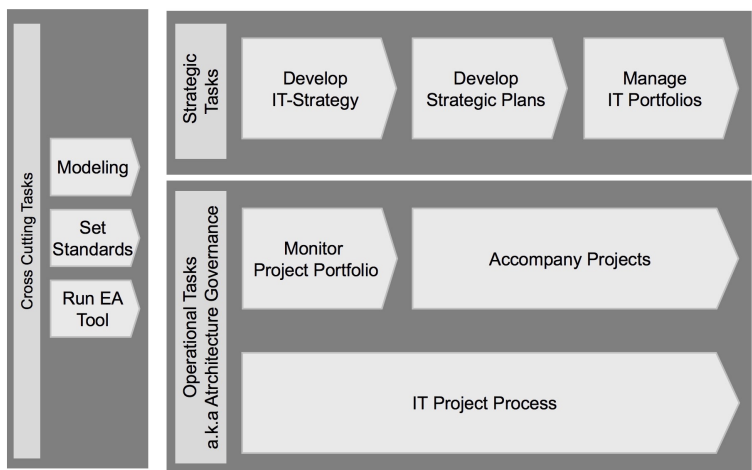 Cross Cutting Tasks
Modeling
Set
Standards
Run EA
Tool
Strategic
Tasks
Develop
IT-Strategy
Develop
Strategic Plans
Manage
IT Portfolios
Operational Tasks
a.k.a Atrchitecture Governance
Monitor
Project Portfolio
Accompany Projects
IT Project Process